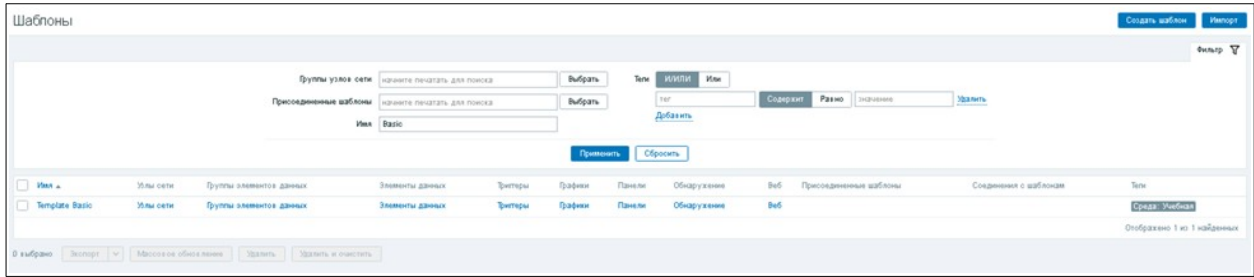 Шаблоны
Создать шаблон Импорт
Фильтр
Группы узлов сети начните печатать для поиска Выбрать Теги И/ИЛИ Или
Присоединенные шаблоны начните печатать для поиска Выбрать тег Содержит Равно значение Удалить
Добавить
Имя Basic
Применить Сбросить
Имя Узлы сети Группы элементов данных Элементы данных Триггеры Графики Панели Обнаружение Веб Присоединенные шаблоны Соединения с шаблонам Теги
Template Basic Узлы сети Группы элементов данных Элементы данных Триггеры Графики Панели Обнаружение Веб Среда: Учебная
Отображено 1 из 1 найденных
0 выбрано Экспорт Массовое обновление Удалить Удалить и очистить